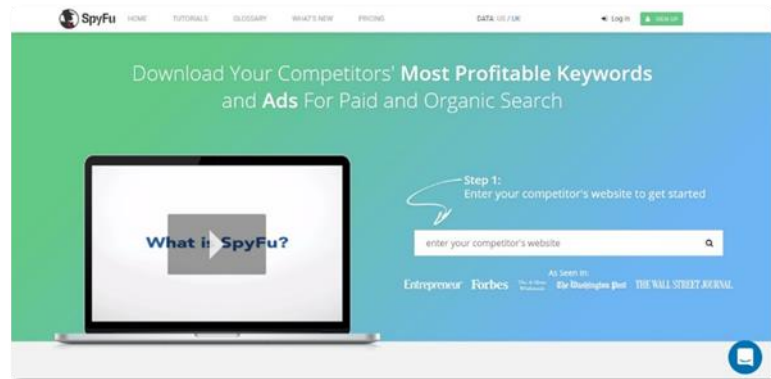 SpyFu HOME TUTORIALS GLOSSARY WHAT'S NEW PRICING DATA: US / UK Log In SIGN UP
Download Your Competitors' Most Profitable Keywords
and Ads For Paid and Organic Search
What is SpyFu?
Step 1:
Enter your competitor's website to get started
enter your competitor's website
As Seen In:
Entrepreneur Forbes The Washington Post THE WALL STREET JOURNAL